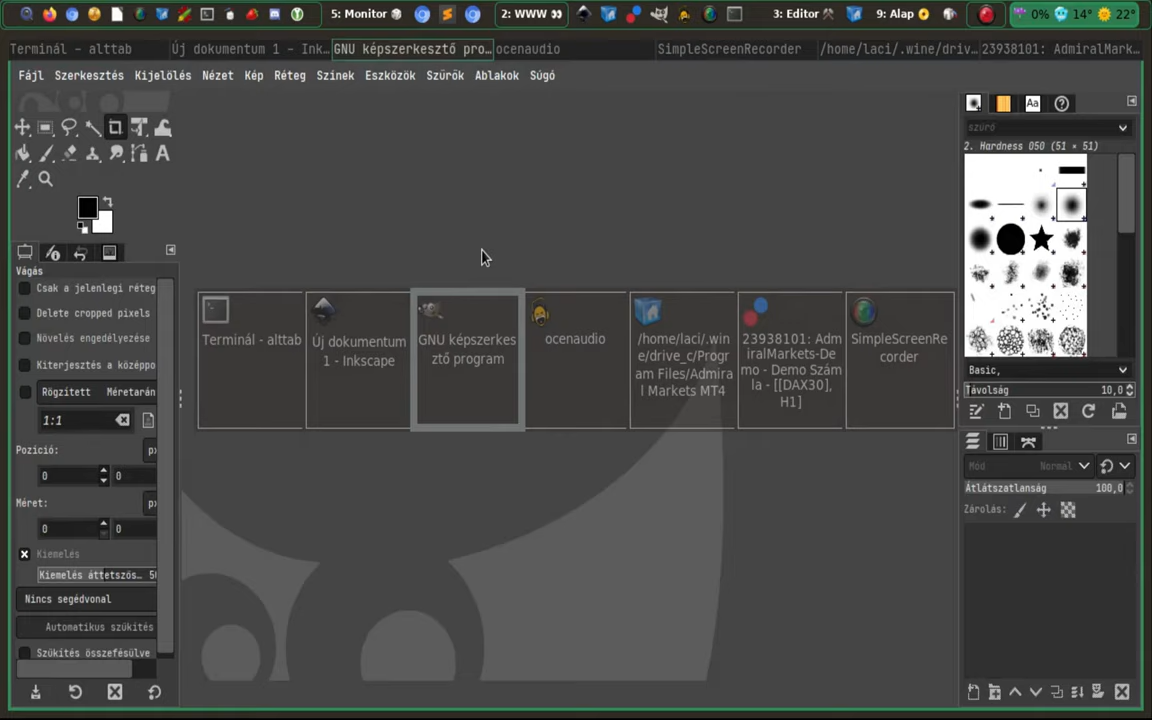 5: Monitor
2: WWW
3: Editor
9: Alap
0% 14° 22°
Terminál - alttab
Új dokumentum 1 - Ink…
GNU képszerkesztő pro…
ocenaudio
SimpleScreenRecorder
/home/laci/.wine/driv…
23938101: AdmiralMark…
Fájl Szerkesztés Kijelölés Nézet Kép Réteg Színek Eszközök Szűrők Ablakok Súgó
Aa
szűrő
2. Hardness 050 (51 × 51)
Vágás
Csak a jelenlegi réteg
Delete cropped pixels
Növelés engedélyezése
Kiterjesztés a középpo
Rögzített Méretarán
1:1
Pozíció: px
0 0
Méret: px
0 0
Kiemelés
Kiemelés áttetszős… 50
Nincs segédvonal
Automatikus szűkítés
Szűkítés összefésülve
Terminál - alttab
Új dokumentum
1 - Inkscape
GNU képszerkes
ztő program
ocenaudio
/home/laci/.win
e/drive_c/Progr
am Files/Admira
l Markets MT4
23938101: Adm
iralMarkets-De
mo - Demo Szám
la - [[DAX30],
H1]
SimpleScreenRe
corder
Basic,
Távolság 10,0
Mód Normal
Átlátszatlanság 100,0
Zárolás: